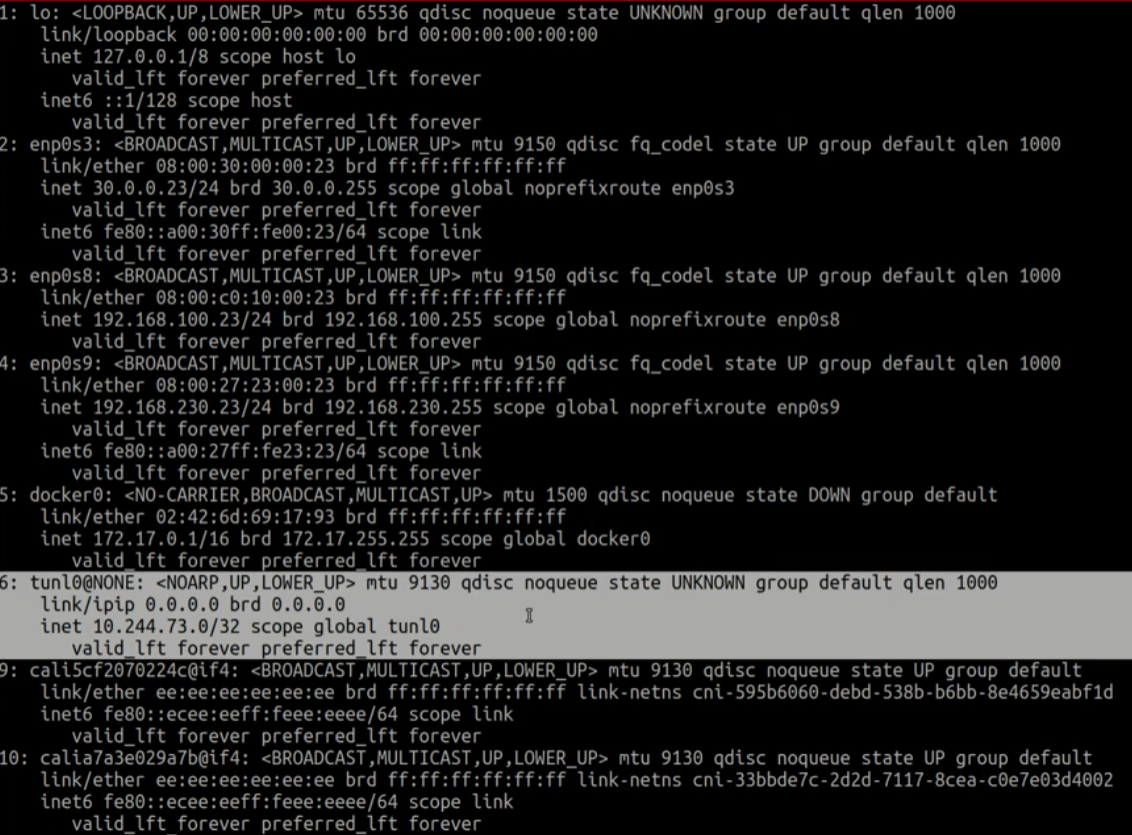 1: lo: <LOOPBACK,UP,LOWER_UP> mtu 65536 qdisc noqueue state UNKNOWN group default qlen 1000
    link/loopback 00:00:00:00:00:00 brd 00:00:00:00:00:00
    inet 127.0.0.1/8 scope host lo
       valid_lft forever preferred_lft forever
    inet6 ::1/128 scope host
       valid_lft forever preferred_lft forever
2: enp0s3: <BROADCAST,MULTICAST,UP,LOWER_UP> mtu 9150 qdisc fq_codel state UP group default qlen 1000
    link/ether 08:00:30:00:00:23 brd ff:ff:ff:ff:ff:ff
    inet 30.0.0.23/24 brd 30.0.0.255 scope global noprefixroute enp0s3
       valid_lft forever preferred_lft forever
    inet6 fe80::a00:30ff:fe00:23/64 scope link
       valid_lft forever preferred_lft forever
3: enp0s8: <BROADCAST,MULTICAST,UP,LOWER_UP> mtu 9150 qdisc fq_codel state UP group default qlen 1000
    link/ether 08:00:c0:10:00:23 brd ff:ff:ff:ff:ff:ff
    inet 192.168.100.23/24 brd 192.168.100.255 scope global noprefixroute enp0s8
       valid_lft forever preferred_lft forever
4: enp0s9: <BROADCAST,MULTICAST,UP,LOWER_UP> mtu 9150 qdisc fq_codel state UP group default qlen 1000
    link/ether 08:00:27:23:00:23 brd ff:ff:ff:ff:ff:ff
    inet 192.168.230.23/24 brd 192.168.230.255 scope global noprefixroute enp0s9
       valid_lft forever preferred_lft forever
    inet6 fe80::a00:27ff:fe23:23/64 scope link
       valid_lft forever preferred_lft forever
5: docker0: <NO-CARRIER,BROADCAST,MULTICAST,UP> mtu 1500 qdisc noqueue state DOWN group default
    link/ether 02:42:6d:69:17:93 brd ff:ff:ff:ff:ff:ff
    inet 172.17.0.1/16 brd 172.17.255.255 scope global docker0
       valid_lft forever preferred_lft forever
6: tunl0@NONE: <NOARP,UP,LOWER_UP> mtu 9130 qdisc noqueue state UNKNOWN group default qlen 1000
    link/ipip 0.0.0.0 brd 0.0.0.0
    inet 10.244.73.0/32 scope global tunl0
       valid_lft forever preferred_lft forever
9: cali5cf2070224c@if4: <BROADCAST,MULTICAST,UP,LOWER_UP> mtu 9130 qdisc noqueue state UP group default
    link/ether ee:ee:ee:ee:ee:ee brd ff:ff:ff:ff:ff:ff link-netns cni-595b6060-debd-538b-b6bb-8e4659eabf1d
    inet6 fe80::ecee:eeff:feee:eeee/64 scope link
       valid_lft forever preferred_lft forever
10: calia7a3e029a7b@if4: <BROADCAST,MULTICAST,UP,LOWER_UP> mtu 9130 qdisc noqueue state UP group default
    link/ether ee:ee:ee:ee:ee:ee brd ff:ff:ff:ff:ff:ff link-netns cni-33bbde7c-2d2d-7117-8cea-c0e7e03d4002
    inet6 fe80::ecee:eeff:feee:eeee/64 scope link
       valid_lft forever preferred_lft forever